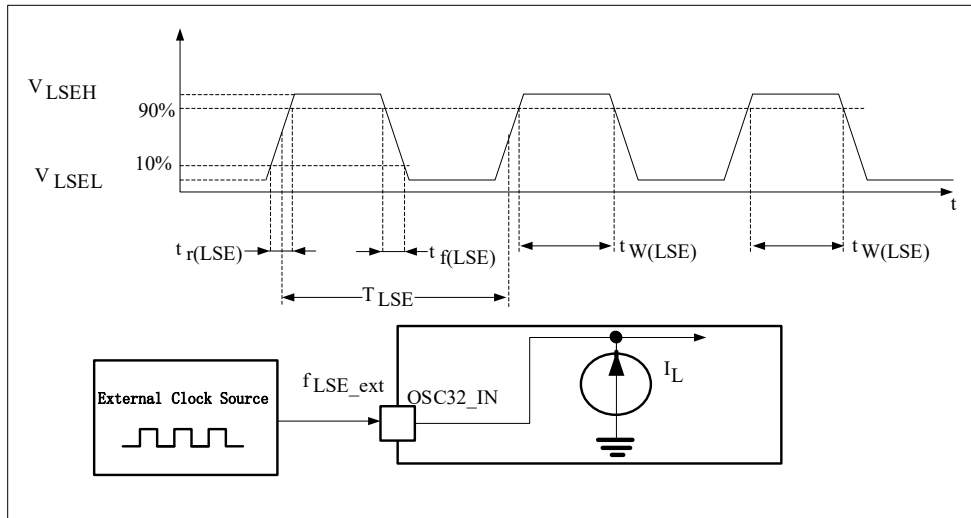 V LSEH
90%
10%
V LSEL
t
t r(LSE)
t f(LSE)
t W(LSE)
t W(LSE)
T LSE
External Clock Source
f LSE_ext
OSC32_IN
I L